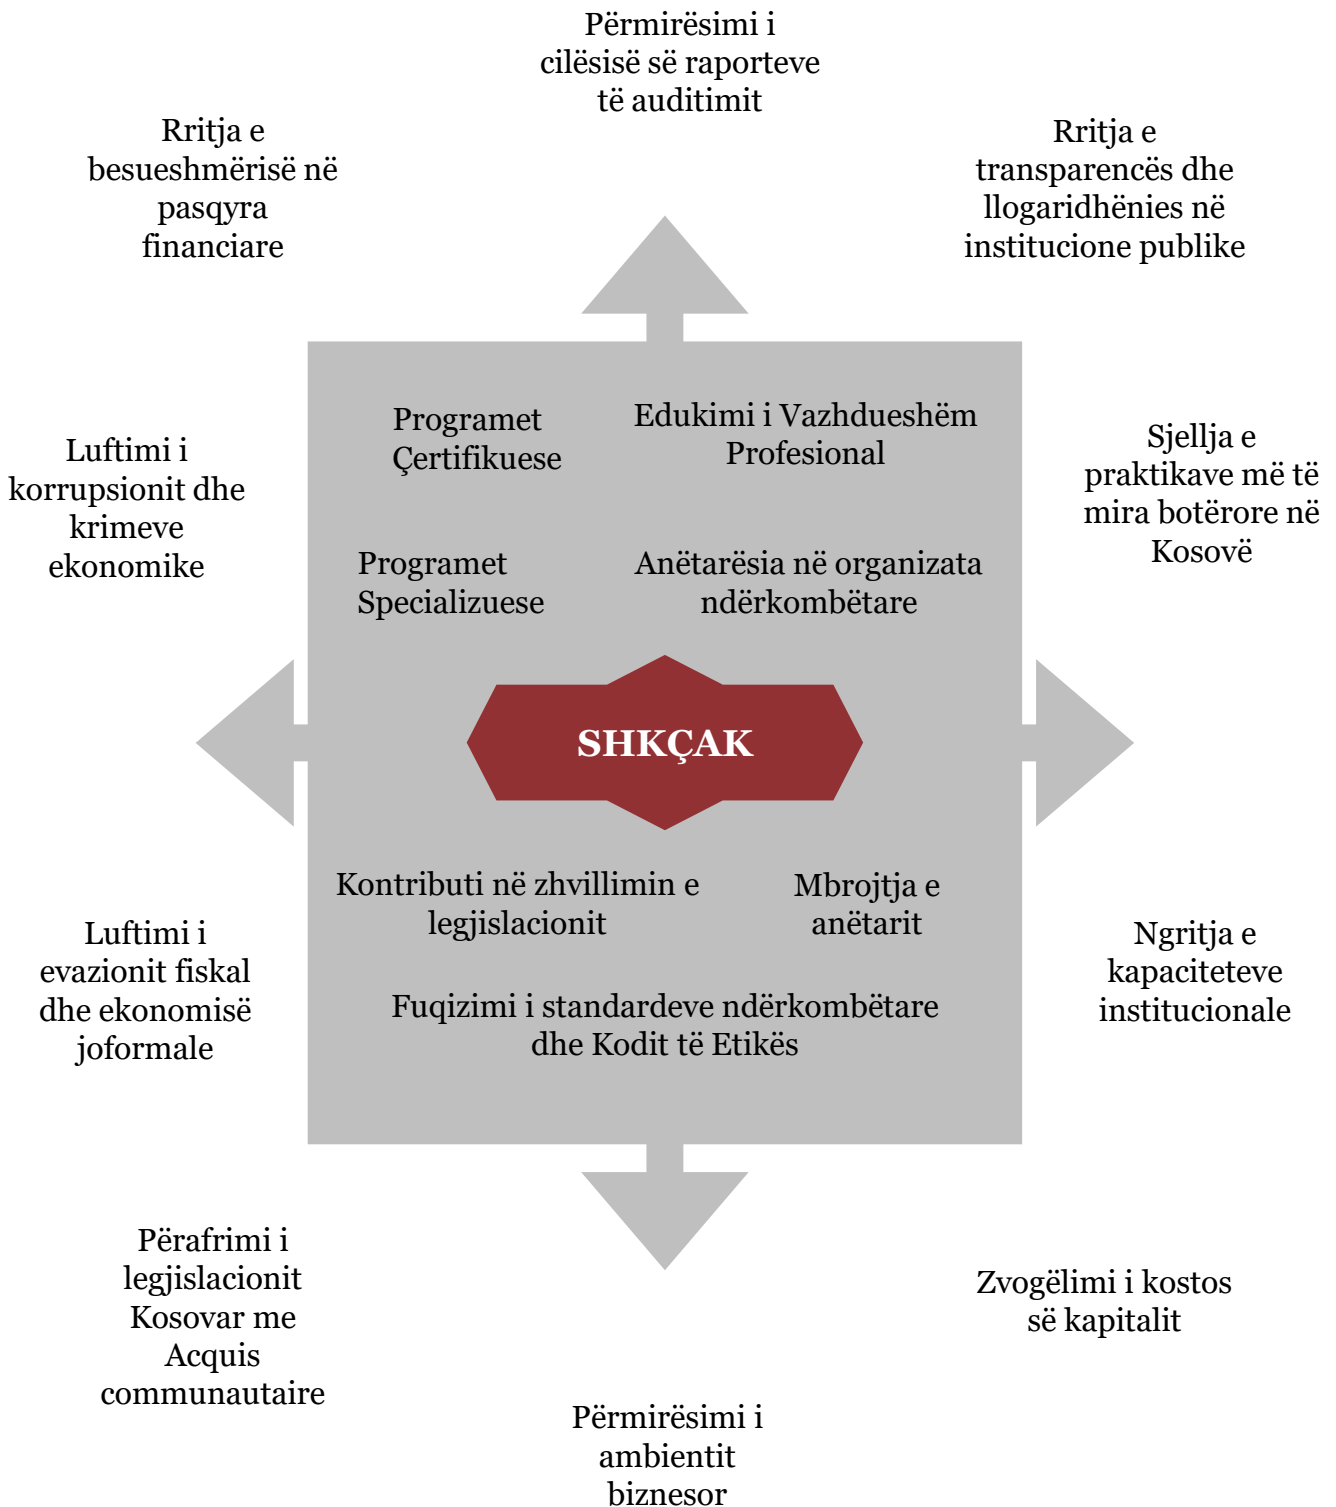 Përmirësimi i
cilësisë së raporteve
të auditimit
Rritja e
besueshmërisë në
pasqyra
financiare
Rritja e
transparencës dhe
llogaridhënies në
institucione publike
Programet
Çertifikuese
Edukimi i Vazhdueshëm
Profesional
Luftimi i
korrupsionit dhe
krimeve
ekonomike
Sjellja e
praktikave më të
mira botërore në
Kosovë
Programet
Specializuese
Anëtarësia në organizata
ndërkombëtare
SHKÇAK
Kontributi në zhvillimin e
legjislacionit
Mbrojtja e
anëtarit
Luftimi i
evazionit fiskal
dhe ekonomisë
joformale
Ngritja e
kapaciteteve
institucionale
Fuqizimi i standardeve ndërkombëtare
dhe Kodit të Etikës
Përafrimi i
legjislacionit
Kosovar me
Acquis
communautaire
Zvogëlimi i kostos
së kapitalit
Përmirësimi i
ambientit
biznesor